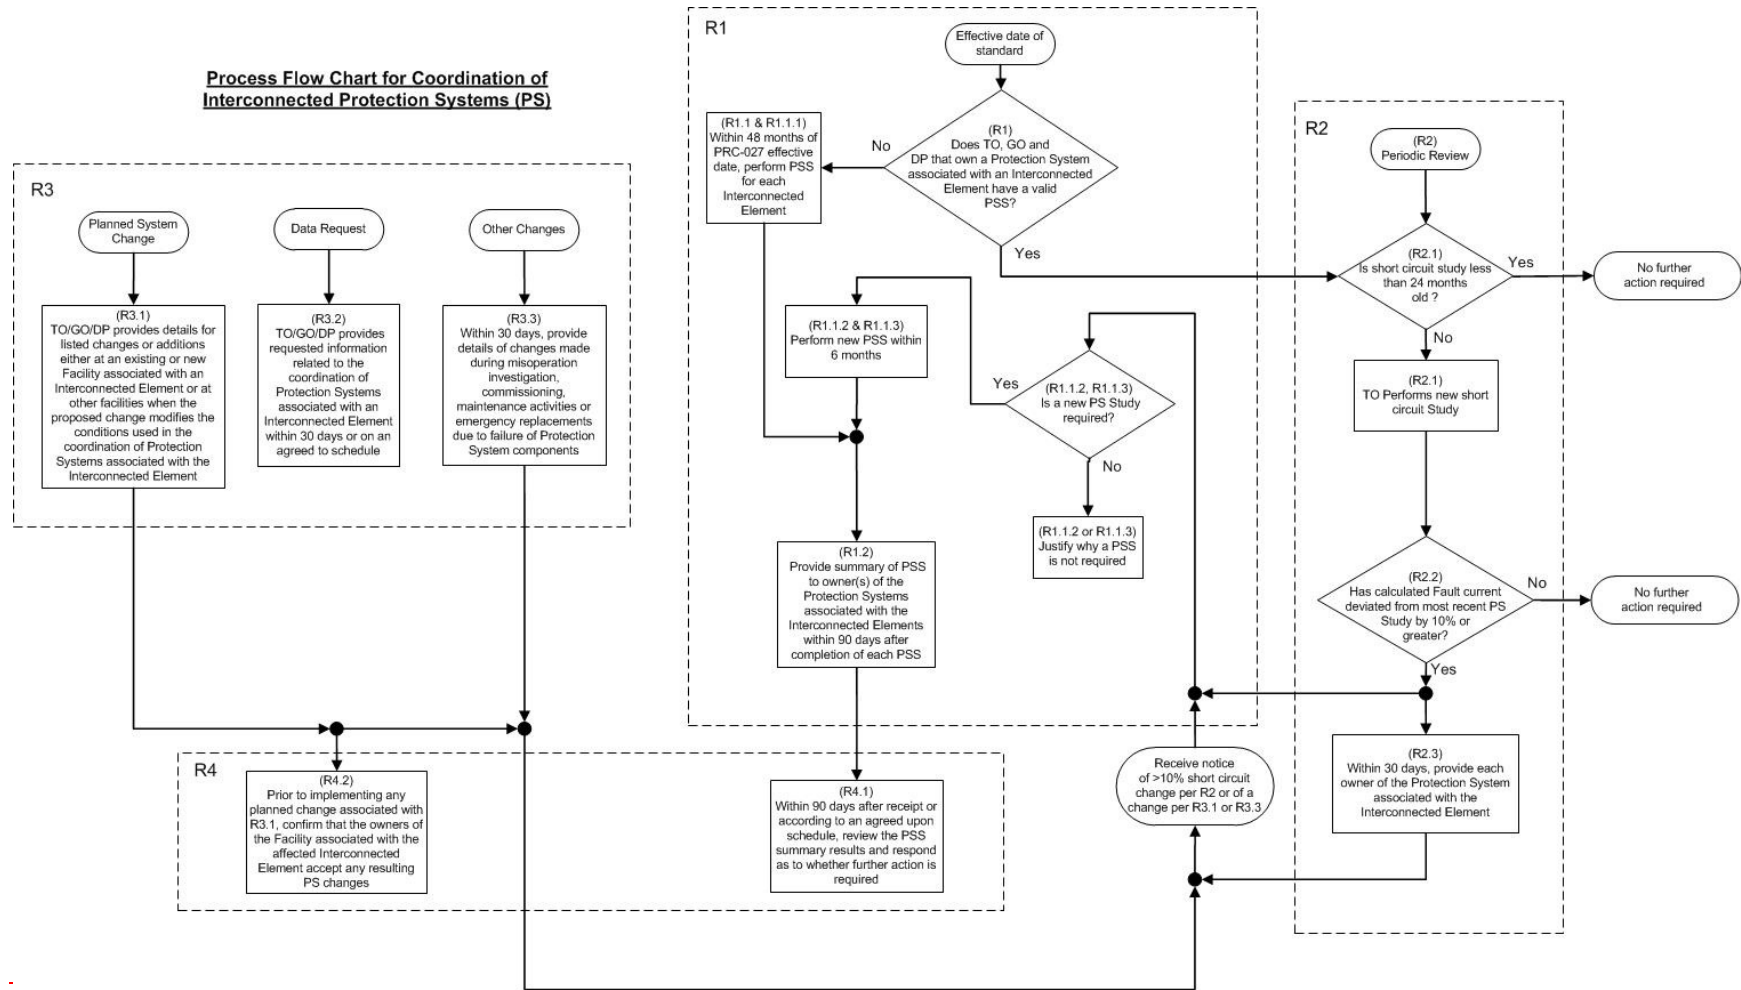 Process Flow Chart for Coordination of
Interconnected Protection Systems (PS)
R3
Planned System
Change
Data Request
Other Changes
(R3.1)
TO/GO/DP provides details for
listed changes or additions
either at an existing or new
Facility associated with an
Interconnected Element or at
other facilities when the
proposed change modifies the
conditions used in the
coordination of Protection
Systems associated with the
Interconnected Element
(R3.2)
TO/GO/DP provides
requested information
related to the
coordination of
Protection Systems
associated with an
Interconnected Element
within 30 days or on an
agreed to schedule
(R3.3)
Within 30 days, provide
details of changes made
during misoperation
investigation,
commissioning,
maintenance activities or
emergency replacements
due to failure of Protection
System components
R1
Effective date of
standard
(R1)
Does TO, GO and
DP that own a Protection System
associated with an Interconnected
Element have a valid
PSS?
No
Yes
(R1.1 & R1.1.1)
Within 48 months of
PRC-027 effective
date, perform PSS
for each
Interconnected
Element
(R1.1.2 & R1.1.3)
Perform new PSS within
6 months
Yes
(R1.1.2, R1.1.3)
Is a new PS Study
required?
No
(R1.1.2 or R1.1.3)
Justify why a PSS
is not required
(R1.2)
Provide summary of PSS
to owner(s) of the
Protection Systems
associated with the
Interconnected Elements
within 90 days after
completion of each PSS
R2
(R2)
Periodic Review
(R2.1)
Is short circuit study less
than 24 months
old ?
Yes
No further
action required
No
(R2.1)
TO Performs new short
circuit Study
(R2.2)
Has calculated Fault current
deviated from most recent PS
Study by 10% or
greater?
No
No further
action required
Yes
(R2.3)
Within 30 days, provide each
owner of the Protection System
associated with the
Interconnected Element
Receive notice
of >10% short circuit
change per R2 or of a
change per R3.1 or R3.3
R4
(R4.2)
Prior to implementing any
planned change associated with
R3.1, confirm that the owners of
the Facility associated with the
affected Interconnected
Element accept any resulting
PS changes
(R4.1)
Within 90 days after receipt or
according to an agreed upon
schedule, review the PSS
summary results and respond
as to whether further action is
required